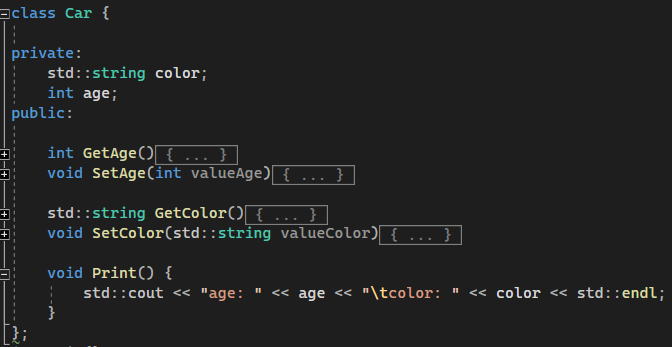 class Car {
private:
std::string color;
int age;
public:
int GetAge(){ ... }
void SetAge(int valueAge){ ... }
std::string GetColor(){ ... }
void SetColor(std::string valueColor){ ... }
void Print() {
std::cout << "age: " << age << "\tcolor: " << color << std::endl;
}
};